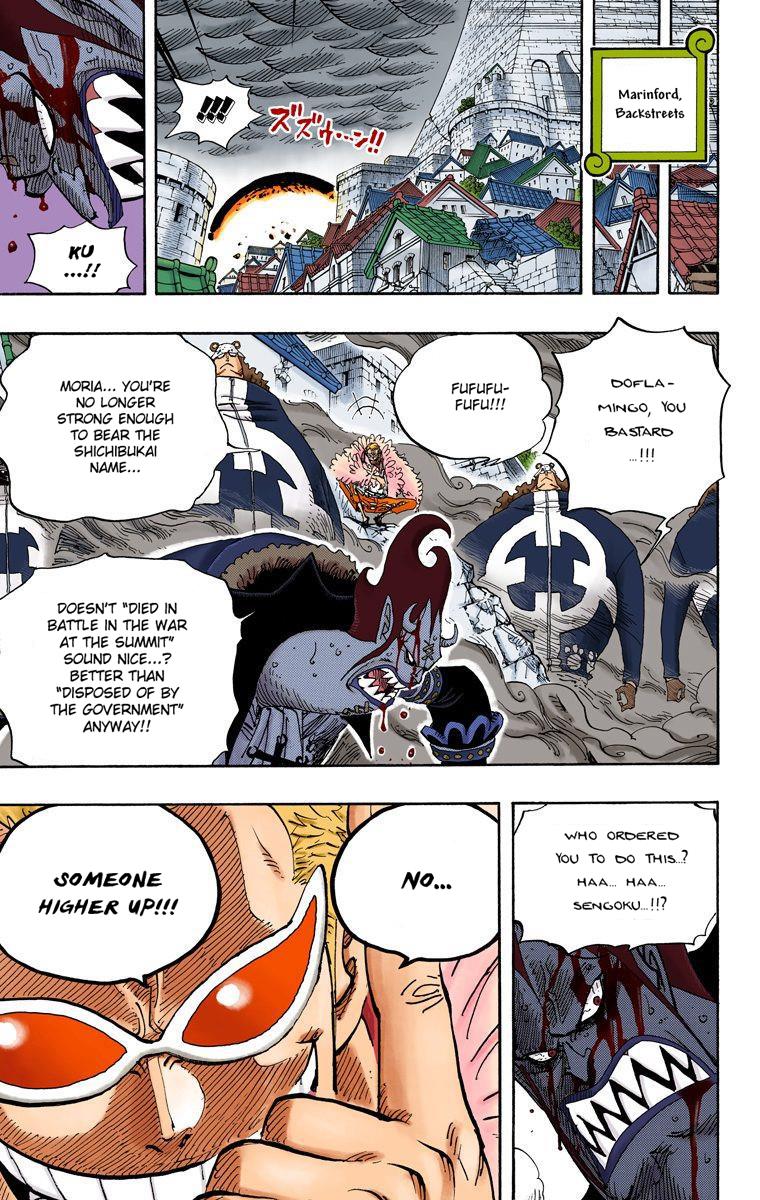 Marinford,
Backstreets
!!!!
ズズゥ…ン!!
KU
...!!
DOFLA-
MINGO, YOU
BASTARD
...!!!
FUFUFU-
FUFU!!!
MORIA... YOU'RE
NO LONGER
STRONG ENOUGH
TO BEAR THE
SHICHIBUKAI
NAME...
DOESN'T "DIED IN
BATTLE IN THE WAR
AT THE SUMMIT"
SOUND NICE...?
BETTER THAN
"DISPOSED OF BY
THE GOVERNMENT"
ANYWAY!!
WHO ORDERED
YOU TO DO THIS..?
HAA... HAA...
SENGOKU...!!?
NO...
SOMEONE
HIGHER UP!!!